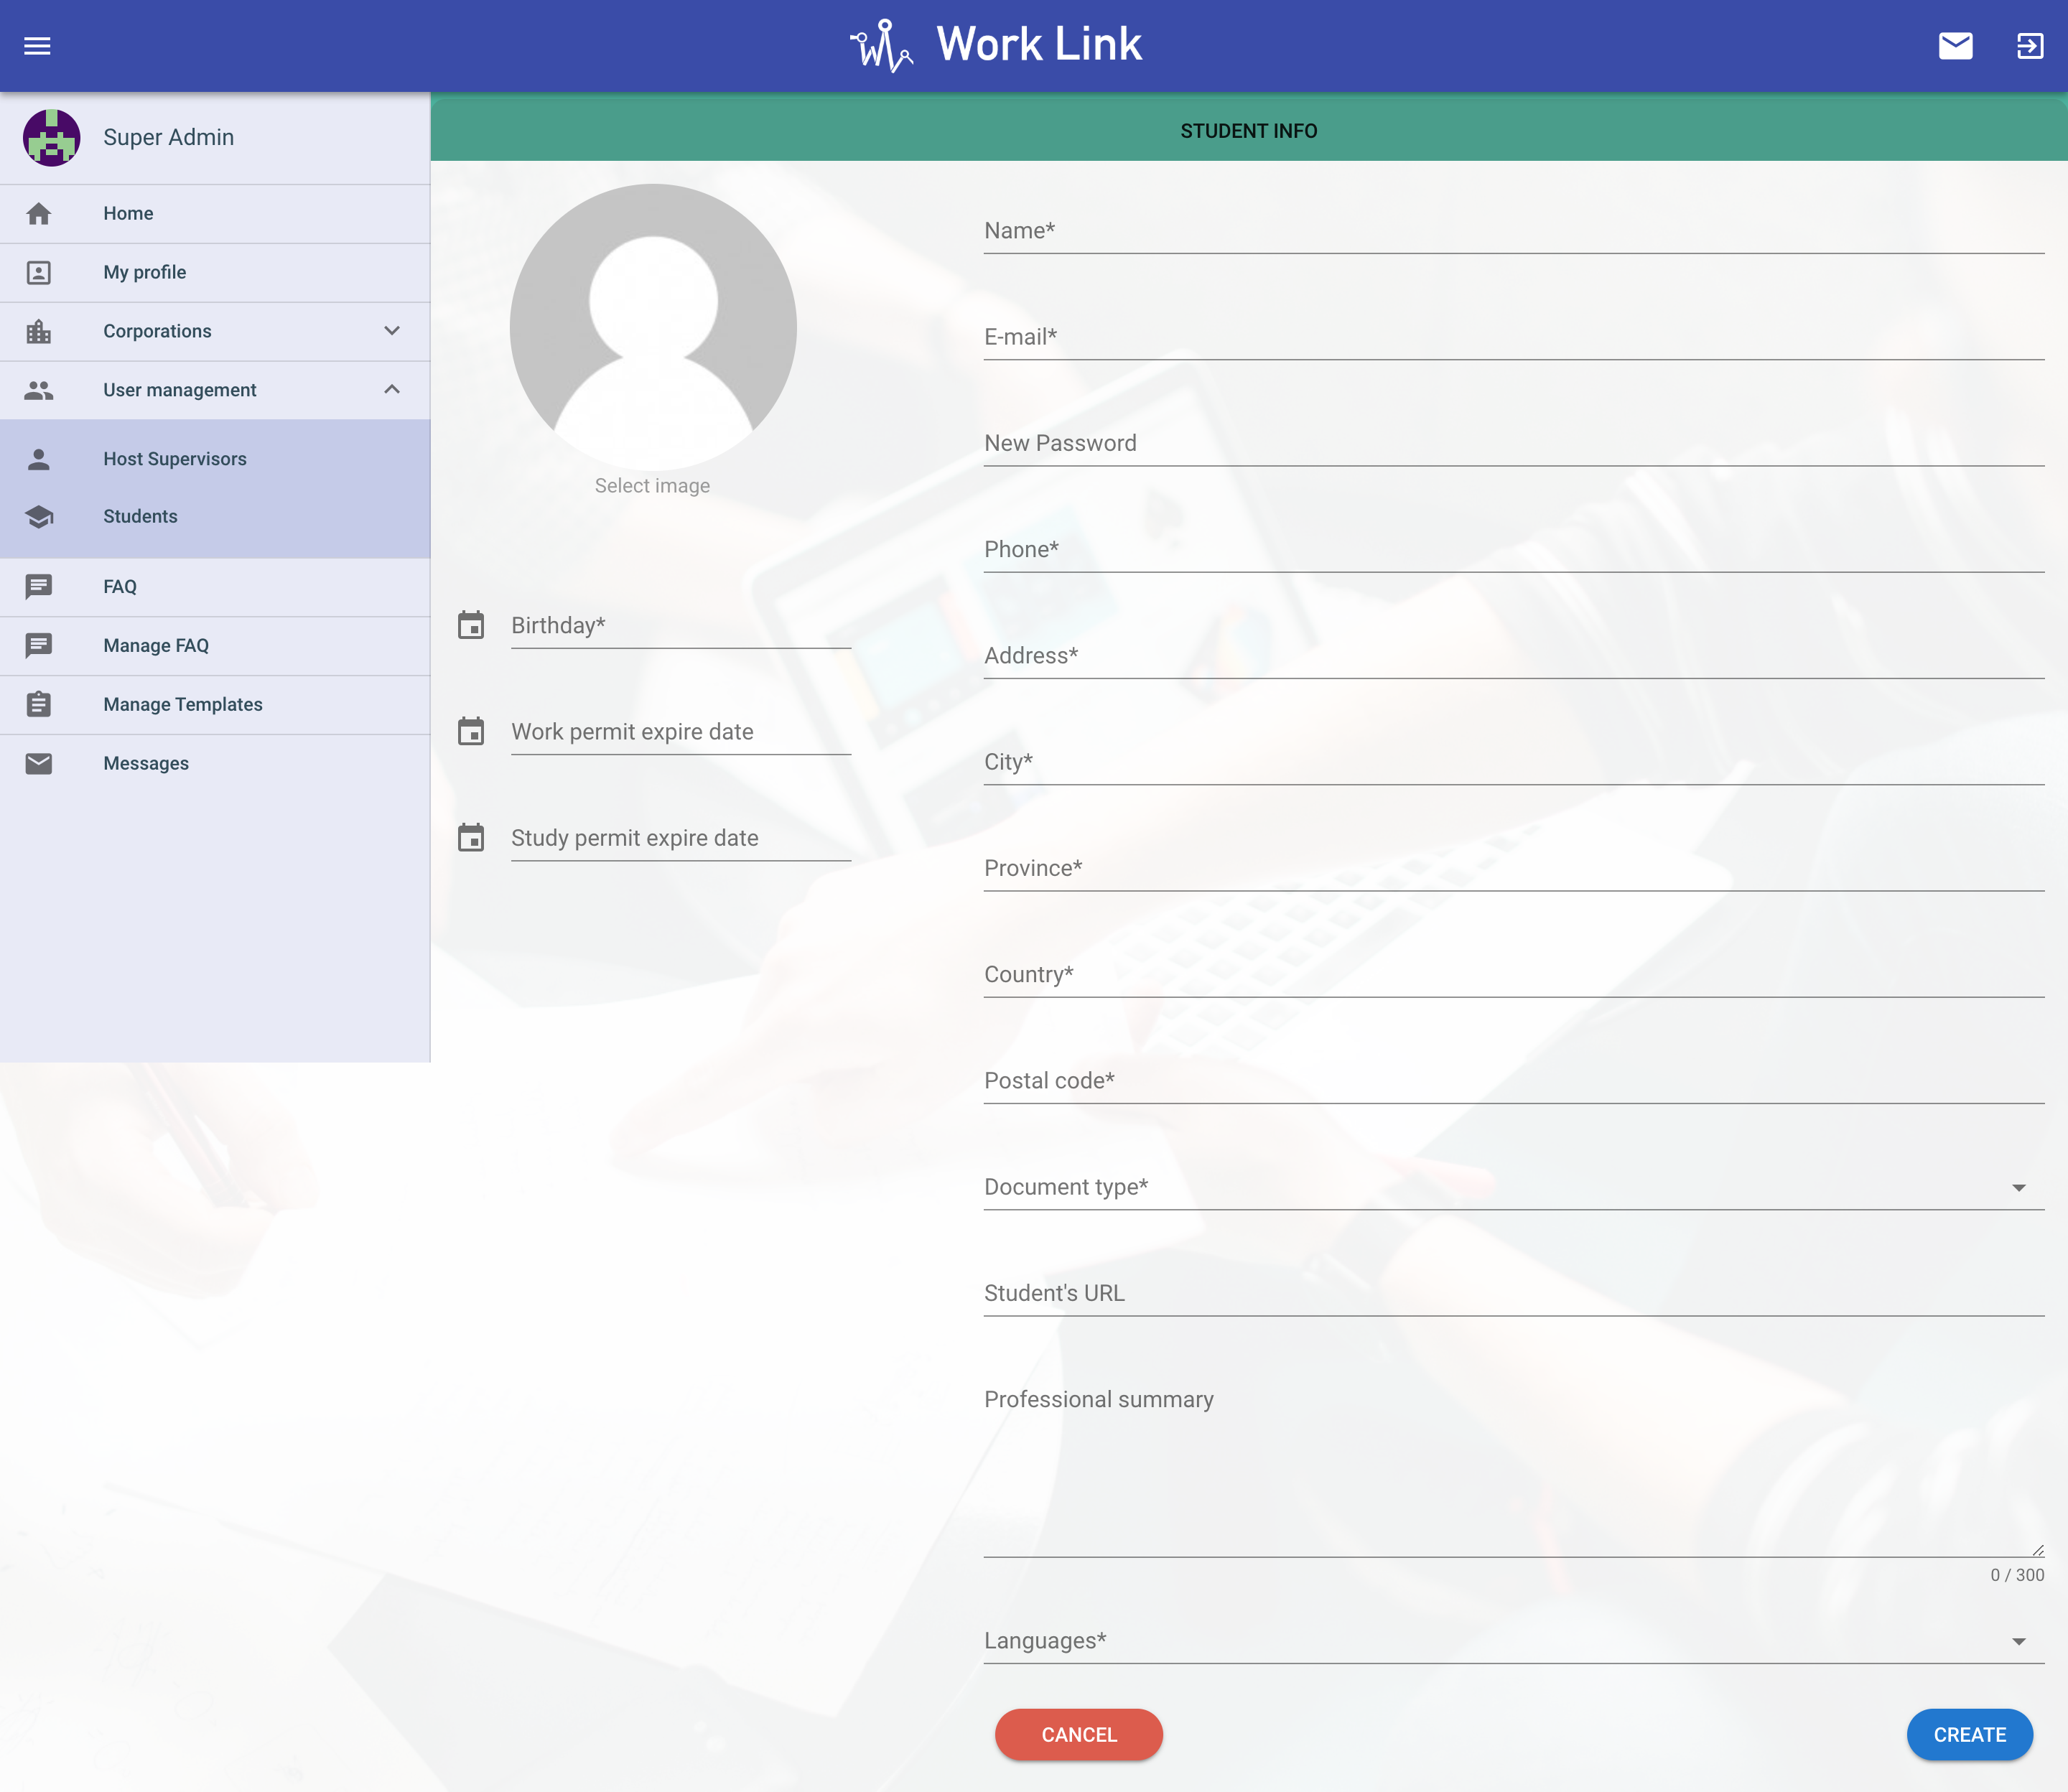 Work Link
Super Admin
Home
My profile
Corporations
User management
Host Supervisors
Students
FAQ
Manage FAQ
Manage Templates
Messages
STUDENT INFO
Select image
Birthday*
Work permit expire date
Study permit expire date
Name*
E-mail*
New Password
Phone*
Address*
City*
Province*
Country*
Postal code*
Document type*
Student's URL
Professional summary
0 / 300
Languages*
CANCEL
CREATE